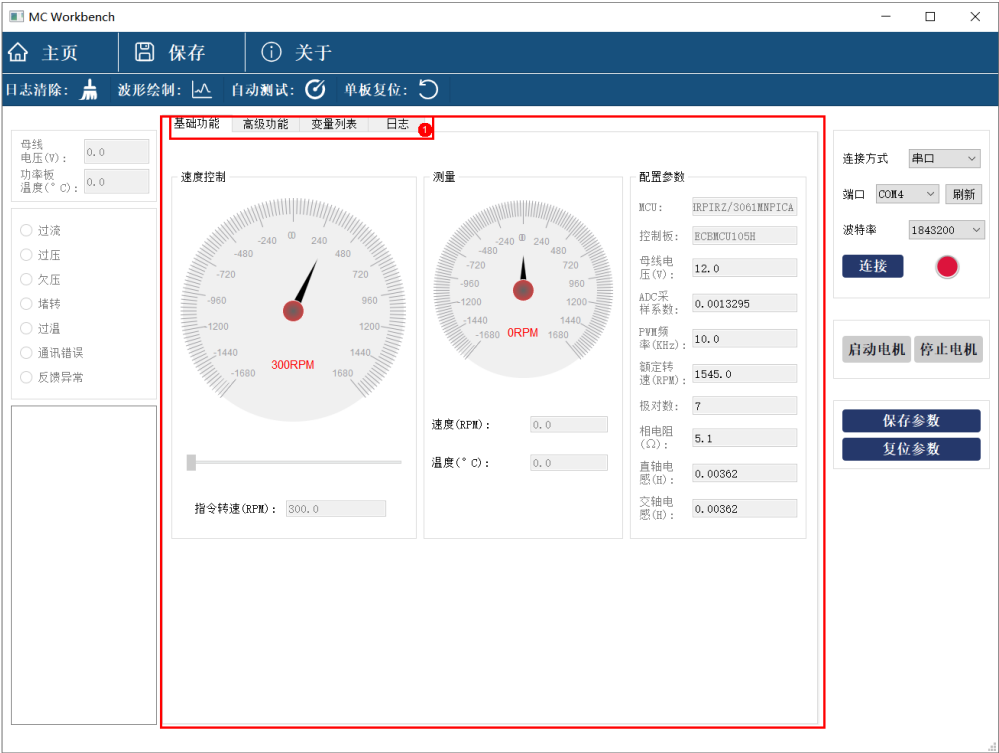 MC Workbench
主页
保存
关于
日志清除:
波形绘制:
自动测试:
单板复位:
母线
电压(V):
0.0
功率板
温度(°C):
0.0
过流
过压
欠压
堵转
过温
通讯错误
反馈异常
基础功能
高级功能
变量列表
日志
1
速度控制
-240
00
240
-480
480
-720
720
-960
960
-1200
1200
-1440
1440
-1680
1680
300RPM
指令转速(RPM):
300.0
测量
-240
00
240
-480
480
-720
720
-960
960
-1200
1200
-1440
1440
-1680
1680
0RPM
速度(RPM):
0.0
温度(°C):
0.0
配置参数
MCU:
RPIRZ/3061MNPICA
控制板:
ECBMCU105H
母线电
压(V):
12.0
ADC采
样系数:
0.0013295
PWM频
率(KHz):
10.0
额定转
速(RPM):
1545.0
极对数:
7
相电阻
(Ω):
5.1
直轴电
感(H):
0.00362
交轴电
感(H):
0.00362
连接方式
串口
端口
COM4
刷新
波特率
1843200
连接
启动电机
停止电机
保存参数
复位参数